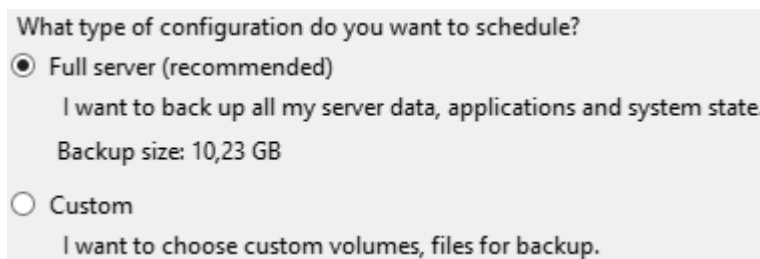 What type of configuration do you want to schedule?
Full server (recommended)
I want to back up all my server data, applications and system state.
Backup size: 10,23 GB
Custom
I want to choose custom volumes, files for backup.